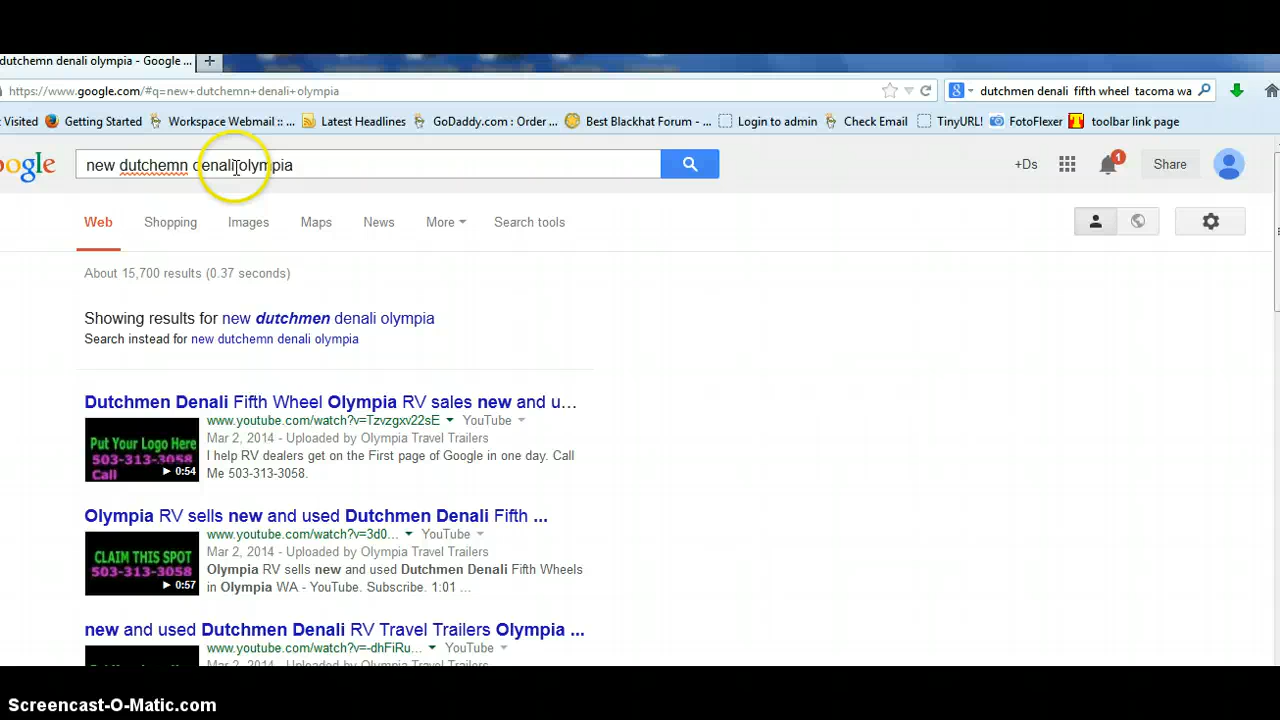 dutchemn denali olympia - Google ...
https://www.google.com/#q=new+dutchemn+denali+olympia
dutchemn denali fifth wheel tacoma wa
Visited Getting Started Workspace Webmail :: ... Latest Headlines GoDaddy.com : Order ... Best Blackhat Forum - ... Login to admin Check Email TinyURL! FotoFlexer toolbar link page
oogle new dutchemn denali olympia +Ds 1 Share
Web Shopping Images Maps News More Search tools
About 15,700 results (0.37 seconds)
Showing results for new dutchmen denali olympia
Search instead for new dutchemn denali olympia
Dutchmen Denali Fifth Wheel Olympia RV sales new and u...
www.youtube.com/watch?v=Tzvzgxv22sE YouTube
Mar 2, 2014 - Uploaded by Olympia Travel Trailers
I help RV dealers get on the First page of Google in one day. Call
Me 503-313-3058.
Put Your Logo Here
503-313-3058
Call
0:54
Olympia RV sells new and used Dutchmen Denali Fifth ...
www.youtube.com/watch?v=3d0... YouTube
Mar 2, 2014 - Uploaded by Olympia Travel Trailers
Olympia RV sells new and used Dutchmen Denali Fifth Wheels
in Olympia WA - YouTube. Subscribe. 1:01 ...
CLAIM THIS SPOT
503-313-3058
0:57
new and used Dutchmen Denali RV Travel Trailers Olympia ...
www.youtube.com/watch?v=-dhFiRu... YouTube
Mar 2, 2014 - Uploaded by Olympia Travel Trailers
Screencast-O-Matic.com